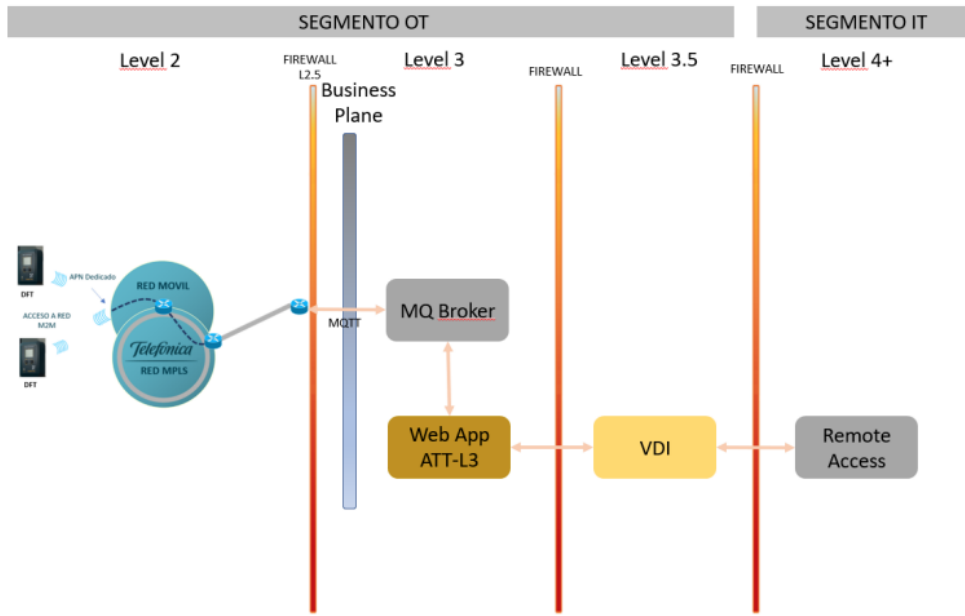 SEGMENTO OT
SEGMENTO IT
Level 2
FIREWALL
L2.5
Level 3
FIREWALL
Level 3.5
FIREWALL
Level 4+
Business
Plane
DFT
APN Dedicado
RED MOVIL
ACCESO A RED
M2M
DFT
Telefónica
RED MPLS
MQTT
MQ Broker
Web App
ATT-L3
VDI
Remote
Access